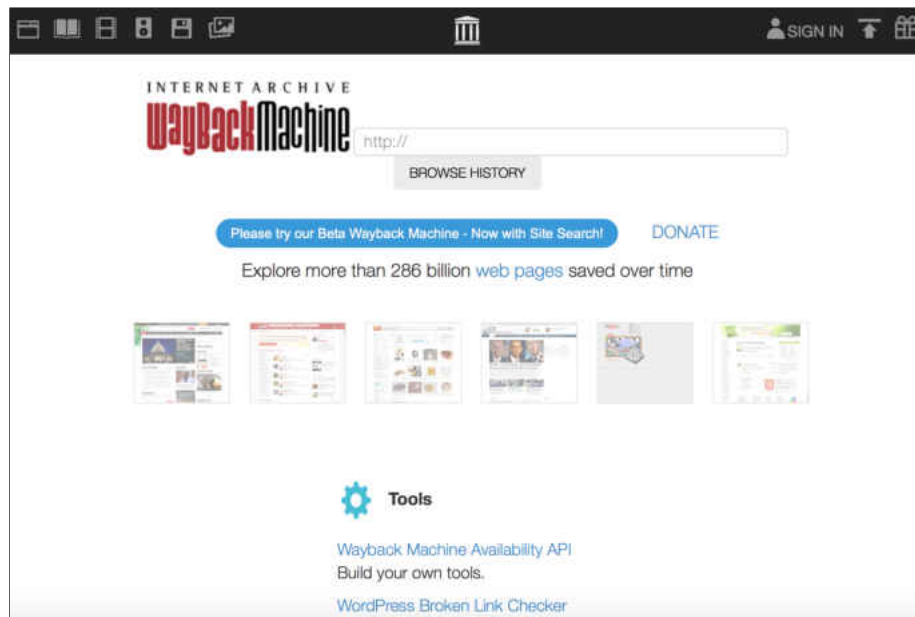 SIGN IN
INTERNET ARCHIVE
WayBackMachine
http://
BROWSE HISTORY
Please try our Beta Wayback Machine - Now with Site Search!
DONATE
Explore more than 286 billion web pages saved over time
Tools
Wayback Machine Availability API
Build your own tools.
WordPress Broken Link Checker